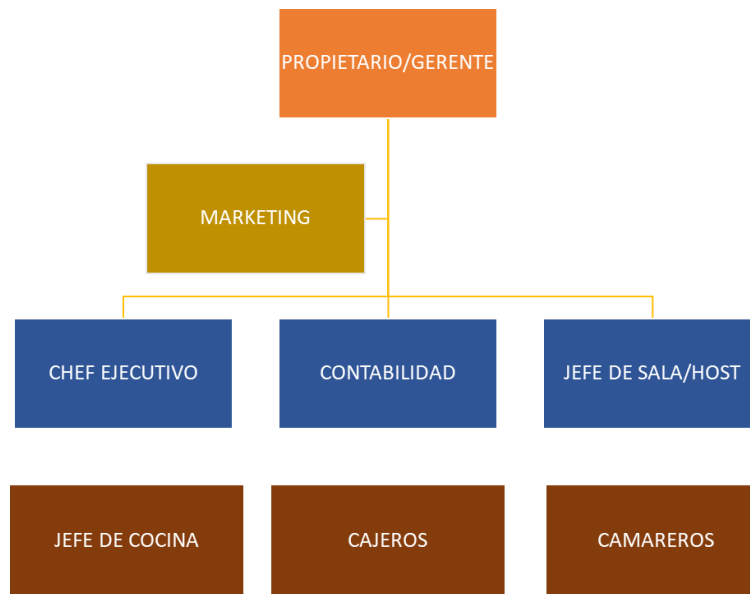 PROPIETARIO/GERENTE
MARKETING
CHEF EJECUTIVO
CONTABILIDAD
JEFE DE SALA/HOST
JEFE DE COCINA
CAJEROS
CAMAREROS